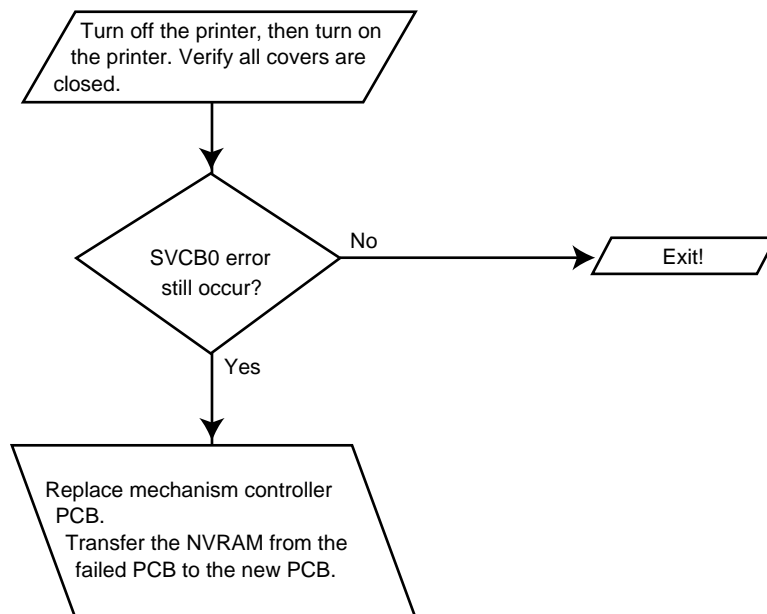 Turn off the printer, then turn on
the printer. Verify all covers are
closed.
SVCB0 error
still occur?
No
Exit!
Yes
Replace mechanism controller
PCB.
Transfer the NVRAM from the
failed PCB to the new PCB.